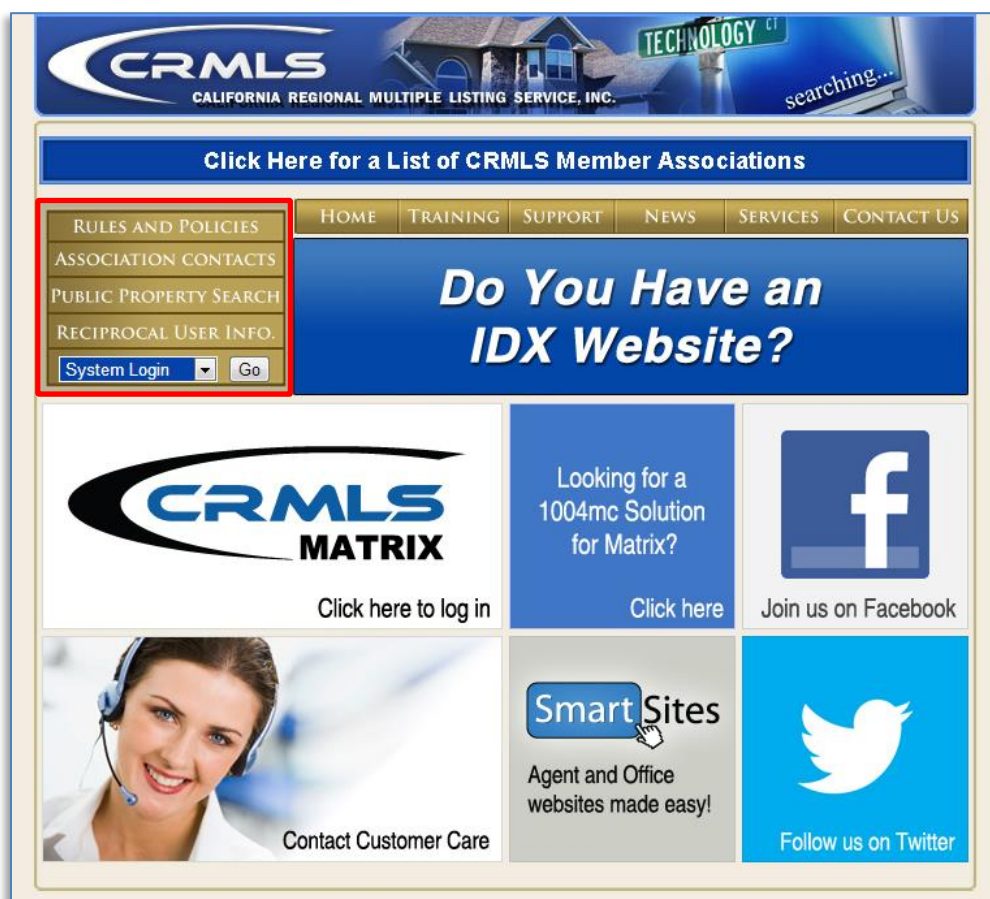 CRMLS
CALIFORNIA REGIONAL MULTIPLE LISTING SERVICE, INC.
TECHNOLOGY CT
searching...
Click Here for a List of CRMLS Member Associations
RULES AND POLICIES
ASSOCIATION CONTACTS
PUBLIC PROPERTY SEARCH
RECIPROCAL USER INFO.
System Login Go
HOME TRAINING SUPPORT NEWS SERVICES CONTACT US
Do You Have an
IDX Website?
CRMLS
MATRIX
Click here to log in
Looking for a
1004mc Solution
for Matrix?
Click here
f
Join us on Facebook
Contact Customer Care
Smart Sites
Agent and Office
websites made easy!
Follow us on Twitter